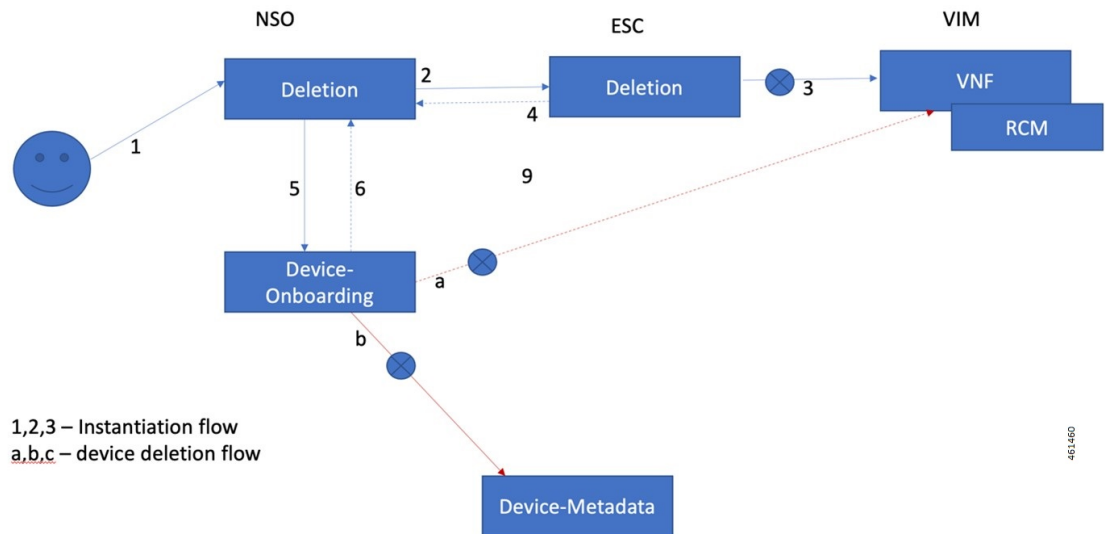 NSO
ESC
VIM
Deletion
2
4
Deletion
3
VNF
RCM
1
5
6
9
Device-
Onboarding
a
b
1,2,3 – Instantiation flow
a,b,c – device deletion flow
461460
Device-Metadata